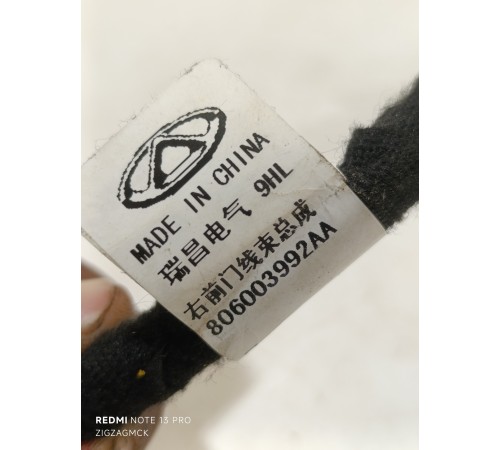 MADE IN CHINA
瑞昌电气 9HL
右前门线束总成
806003992AA
REDMI NOTE 13 PRO
ZIGZAGMCK